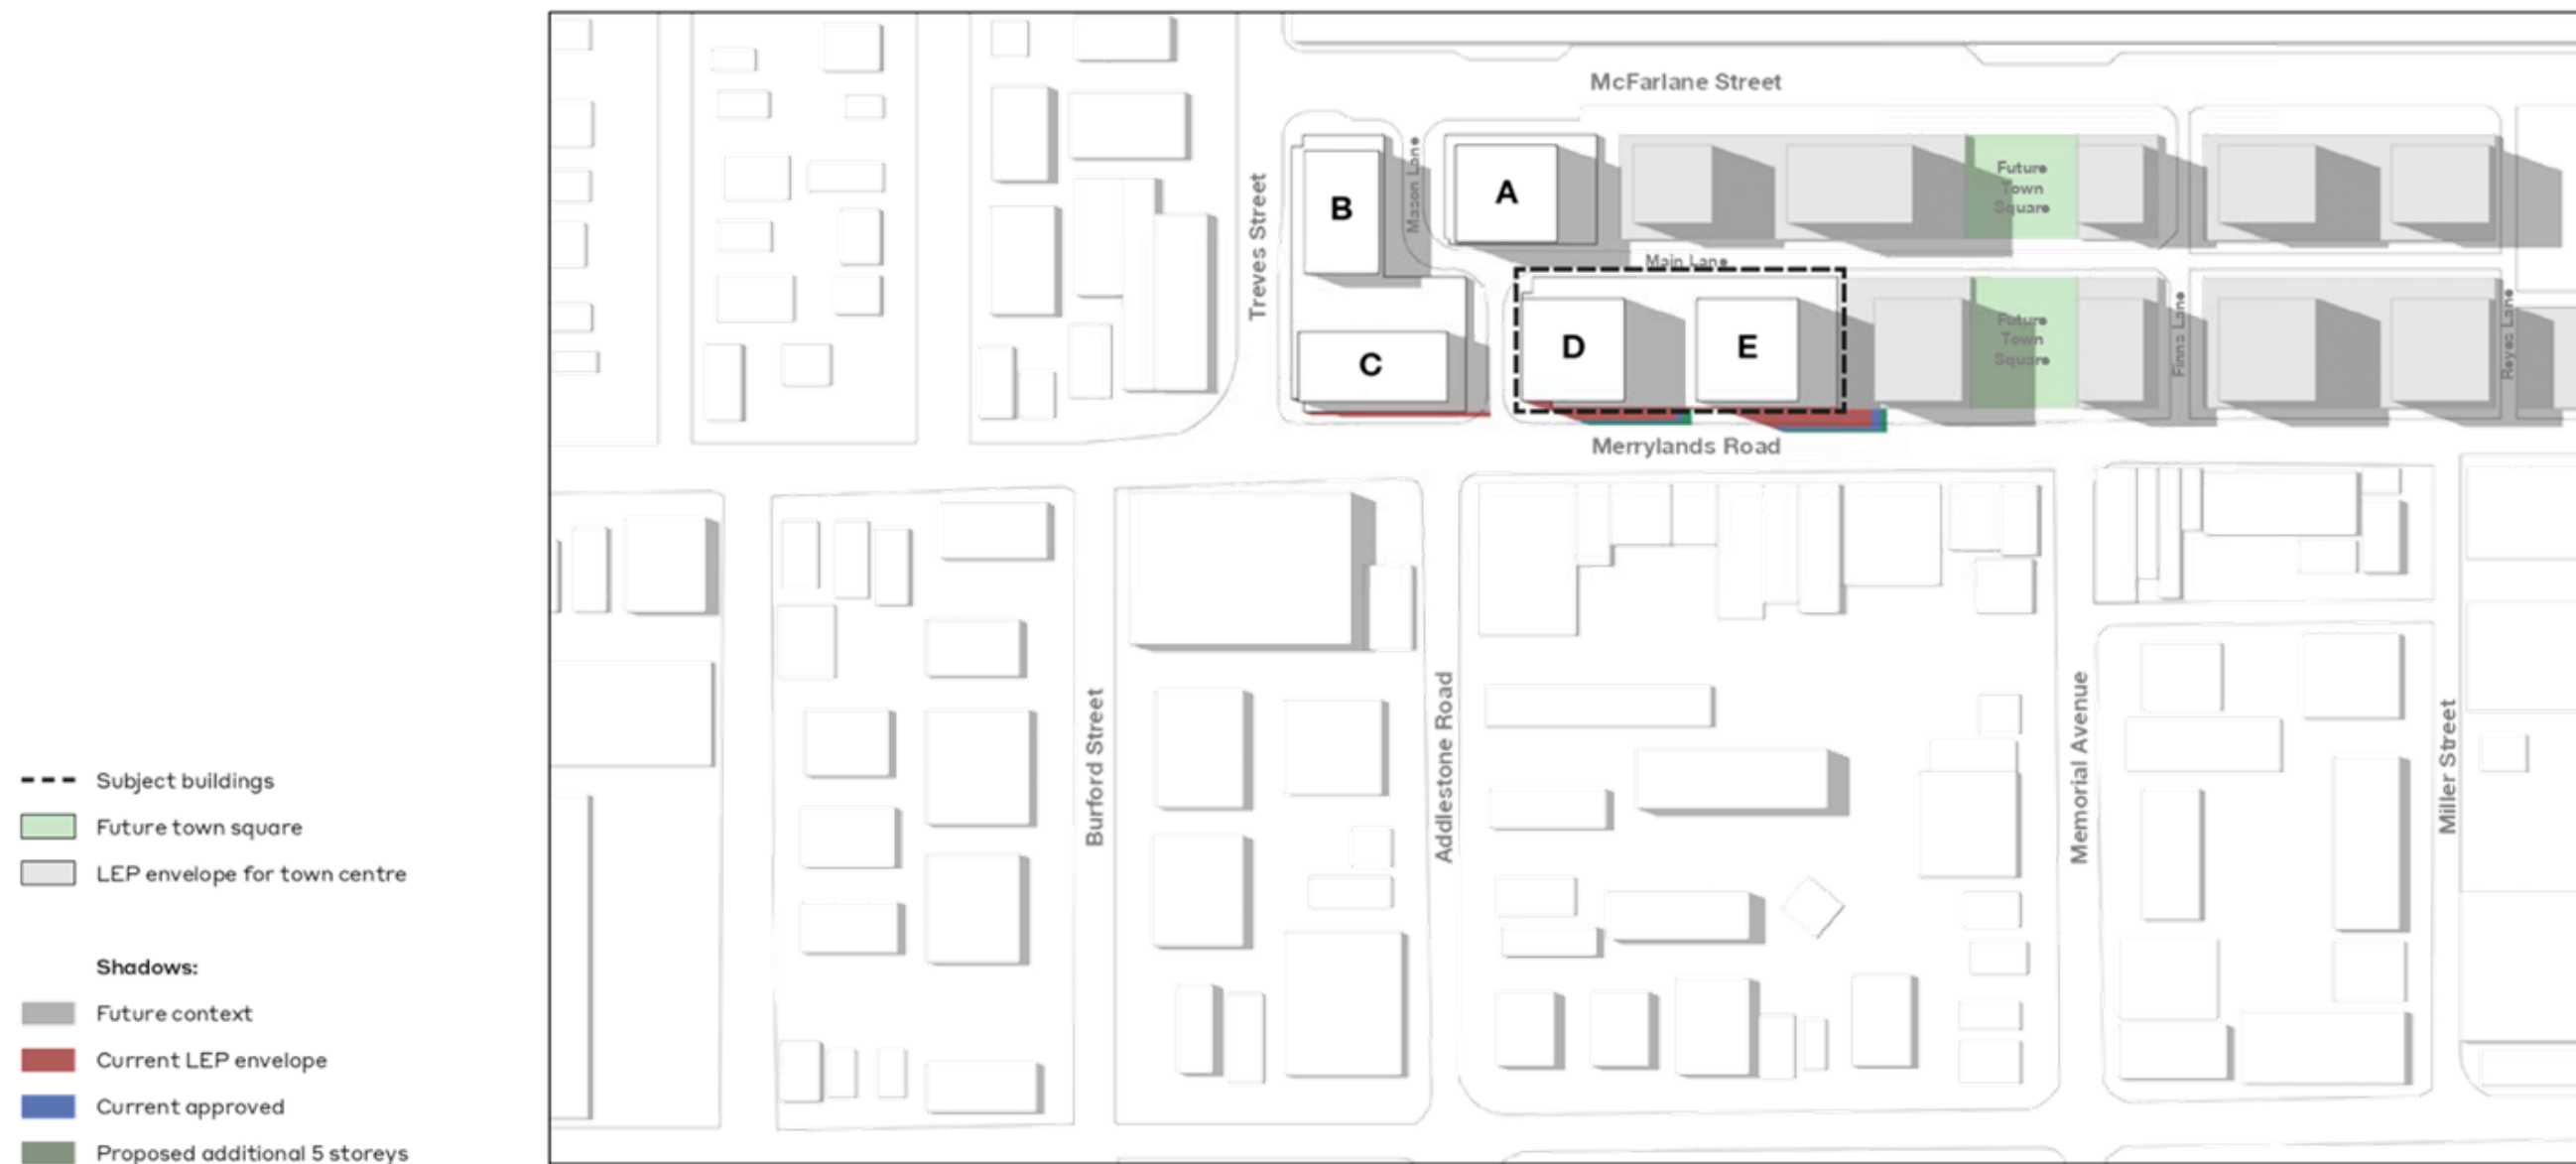 McFarlane Street
Mason Lane
A
B
Future
Town
Square
Treves Street
Main Lane
D
E
C
Future
Town
Square
Finns Lane
Reyes Lane
Merrylands Road
Burford Street
Addlestone Road
Memorial Avenue
Miller Street
Subject buildings
Future town square
LEP envelope for town centre
Shadows:
Future context
Current LEP envelope
Current approved
Proposed additional 5 storeys